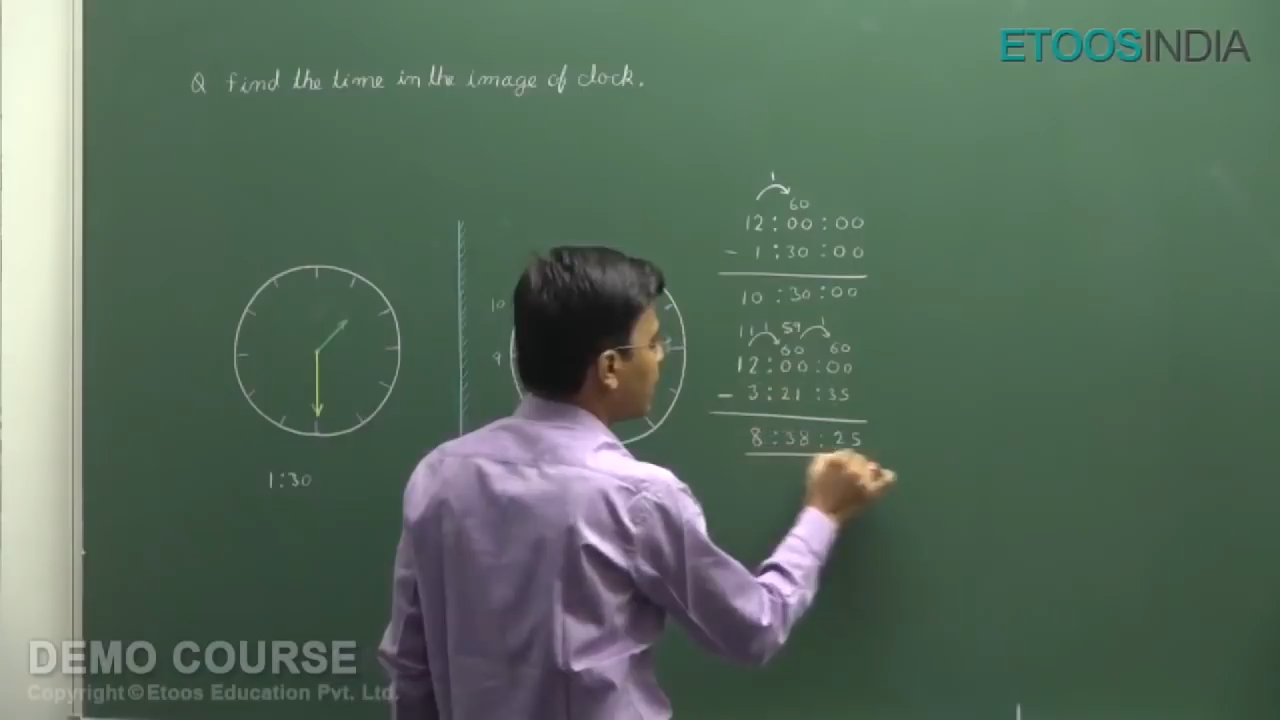 ETOOSINDIA
Q Find the time in the image of clock.
1
60
12:00:00
- 1:30:00
10:30:00
11 1 59 1
60 60
12:00:00
- 3:21:35
8:38:25
10
9
1:30
DEMO COURSE
Copyright©Etoos Education Pvt. Ltd.